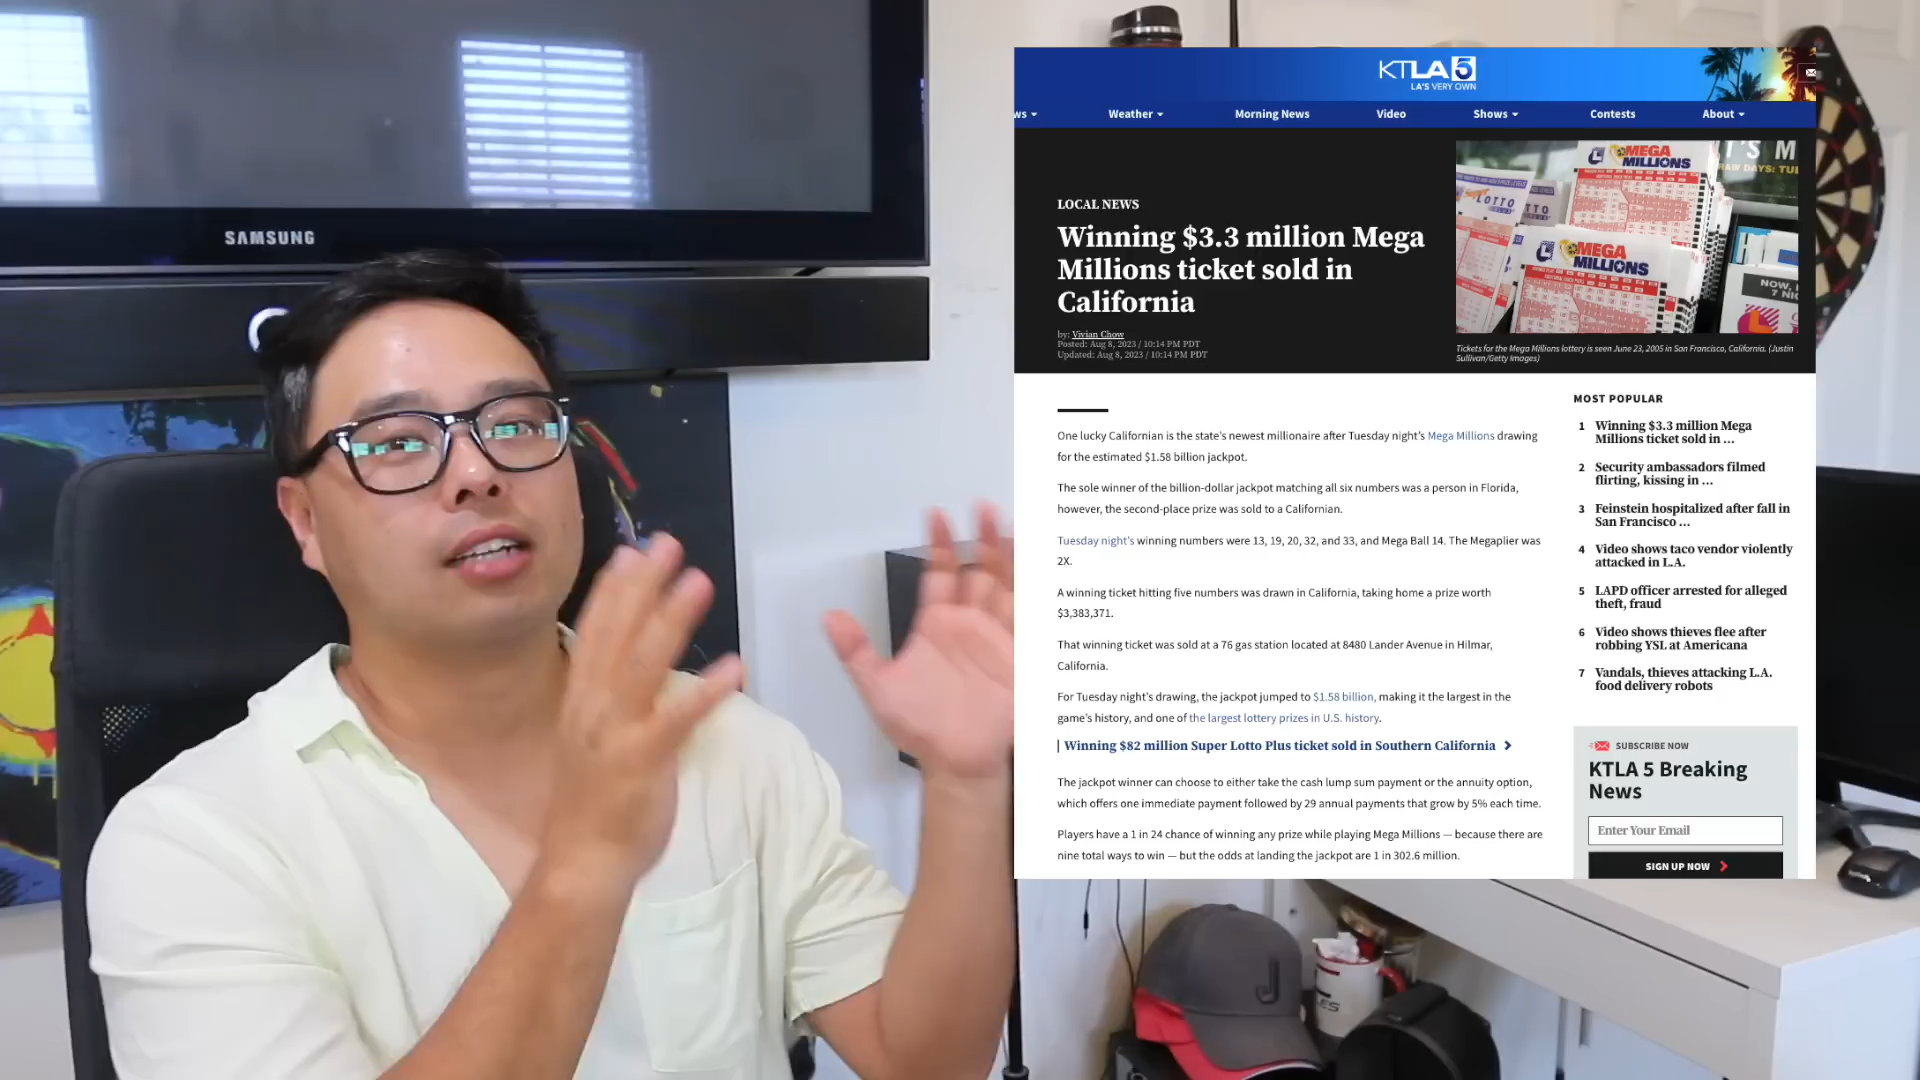 SAMSUNG
KTLA 5
LA'S VERY OWN
ws
Weather
Morning News
Video
Shows
Contests
About
LOCAL NEWS
Winning $3.3 million Mega
Millions ticket sold in
California
by: Vivian Chow
Posted: Aug 8, 2023 / 10:14 PM PDT
Updated: Aug 8, 2023 / 10:14 PM PDT
MEGA
MILLIONS
LOTTO
MEGA
MILLIONS
NOW,
7 NI
Tickets for the Mega Millions lottery is seen June 23, 2005 in San Francisco, California. (Justin
Sullivan/Getty Images)
One lucky Californian is the state's newest millionaire after Tuesday night's Mega Millions drawing
for the estimated $1.58 billion jackpot.
The sole winner of the billion-dollar jackpot matching all six numbers was a person in Florida,
however, the second-place prize was sold to a Californian.
Tuesday night's winning numbers were 13, 19, 20, 32, and 33, and Mega Ball 14. The Megaplier was
2X.
A winning ticket hitting five numbers was drawn in California, taking home a prize worth
$3,383,371.
That winning ticket was sold at a 76 gas station located at 8480 Lander Avenue in Hilmar,
California.
For Tuesday night's drawing, the jackpot jumped to $1.58 billion, making it the largest in the
game's history, and one of the largest lottery prizes in U.S. history.
Winning $82 million Super Lotto Plus ticket sold in Southern California
The jackpot winner can choose to either take the cash lump sum payment or the annuity option,
which offers one immediate payment followed by 29 annual payments that grow by 5% each time.
Players have a 1 in 24 chance of winning any prize while playing Mega Millions — because there are
nine total ways to win — but the odds at landing the jackpot are 1 in 302.6 million.
MOST POPULAR
1 Winning $3.3 million Mega
Millions ticket sold in ...
2 Security ambassadors filmed
flirting, kissing in ...
3 Feinstein hospitalized after fall in
San Francisco ...
4 Video shows taco vendor violently
attacked in L.A.
5 LAPD officer arrested for alleged
theft, fraud
6 Video shows thieves flee after
robbing YSL at Americana
7 Vandals, thieves attacking L.A.
food delivery robots
SUBSCRIBE NOW
KTLA 5 Breaking
News
Enter Your Email
SIGN UP NOW
J